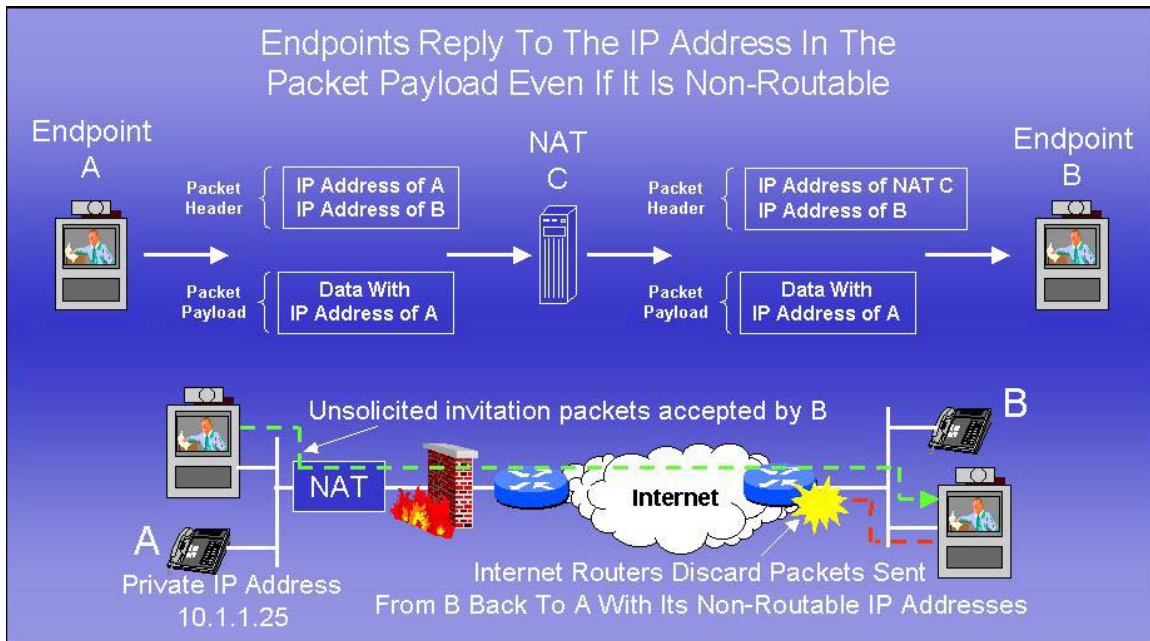 Endpoints Reply To The IP Address In The
Packet Payload Even If It Is Non-Routable
Endpoint
A
NAT
C
Endpoint
B
Packet
Header
IP Address of A
IP Address of B
Packet
Header
IP Address of NAT C
IP Address of B
Packet
Payload
Data With
IP Address of A
Packet
Payload
Data With
IP Address of A
Unsolicited invitation packets accepted by B
B
NAT
Internet
A
Private IP Address
10.1.1.25
Internet Routers Discard Packets Sent
From B Back To A With Its Non-Routable IP Addresses